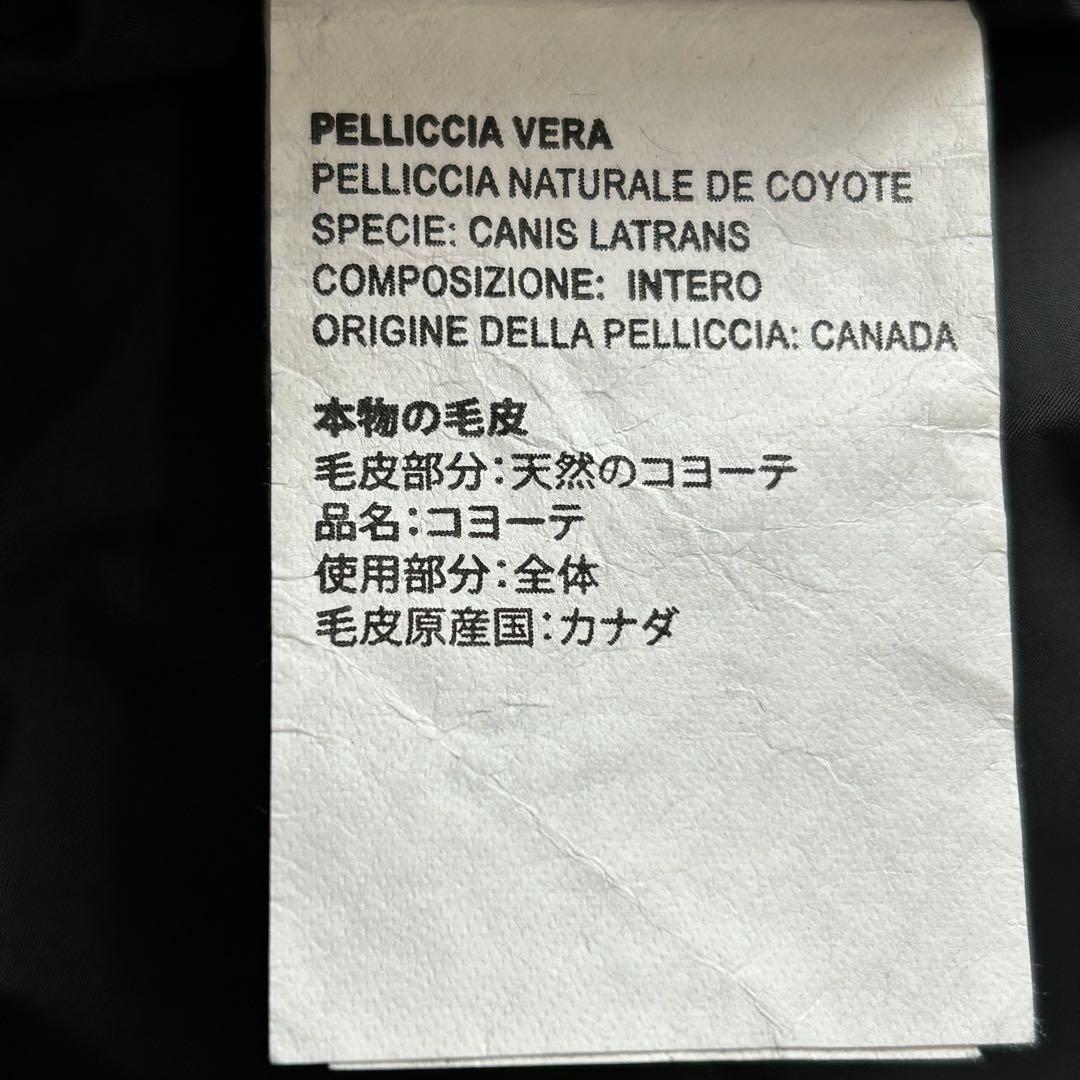 PELLICCIA VERA
PELLICCIA NATURALE DE COYOTE
SPECIE: CANIS LATRANS
COMPOSIZIONE: INTERO
ORIGINE DELLA PELLICCIA: CANADA
本物の毛皮
毛皮部分:天然のコヨーテ
品名:コヨーテ
使用部分:全体
毛皮原産国:カナダ